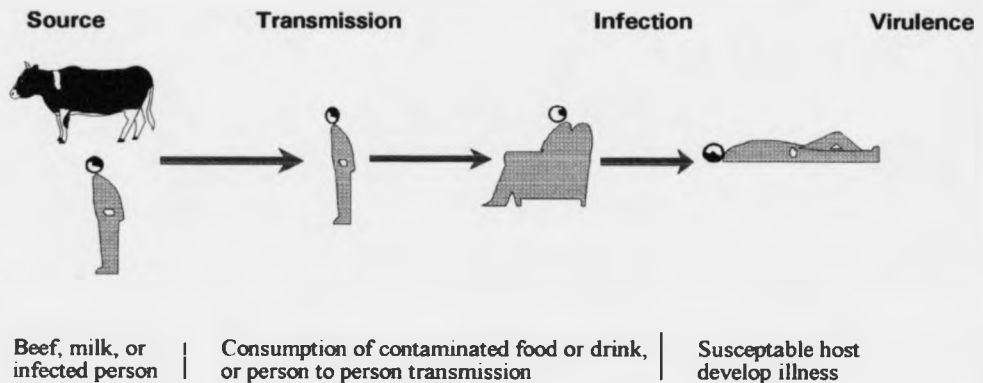 Source Transmission Infection Virulence
Beef, milk, or
infected person
Consumption of contaminated food or drink,
or person to person transmission
Susceptable host
develop illness